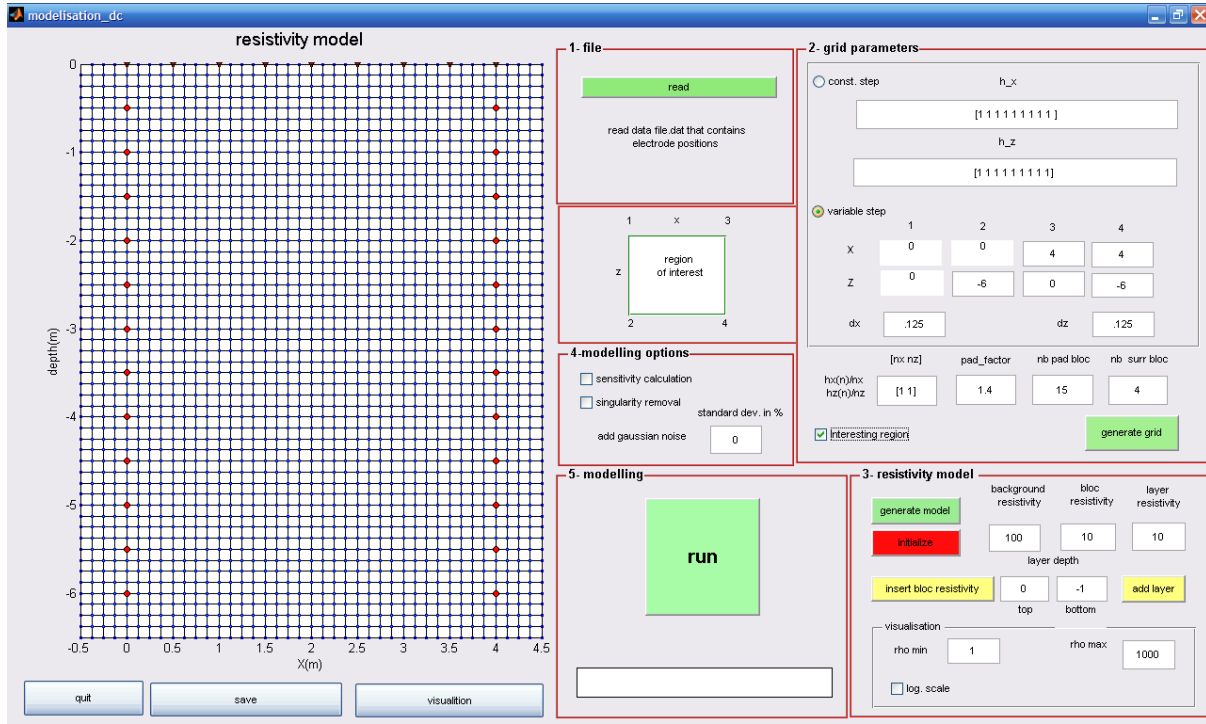 modelisation_dc
resistivity model
0
-1
-2
-3
-4
-5
-6
depth(m)
-0.5 0 0.5 1 1.5 2 2.5 3 3.5 4 4.5
X(m)
quit
save
visualition
1- file
read
read data file.dat that contains
electrode positions
1 x 3
z
region
of interest
2 4
4-modelling options
sensitivity calculation
singularity removal
standard dev. in %
add gaussian noise 0
5- modelling
run
2- grid parameters
const. step h_x
[1 1 1 1 1 1 1 1 1 ]
h_z
[1 1 1 1 1 1 1 1 1]
variable step
1 2 3 4
X 0 0 4 4
Z 0 -6 0 -6
dx .125 dz .125
[nx nz] pad_factor nb pad bloc nb surr bloc
hx(n)/nx
hz(n)/nz
[1 1] 1.4 15 4
Interesting region
generate grid
3- resistivity model
background
resistivity
bloc
resistivity
layer
resistivity
generate model
initialize
100 10 10
layer depth
insert bloc resistivity 0 -1 add layer
top bottom
visualisation
rho min 1 rho max 1000
log. scale